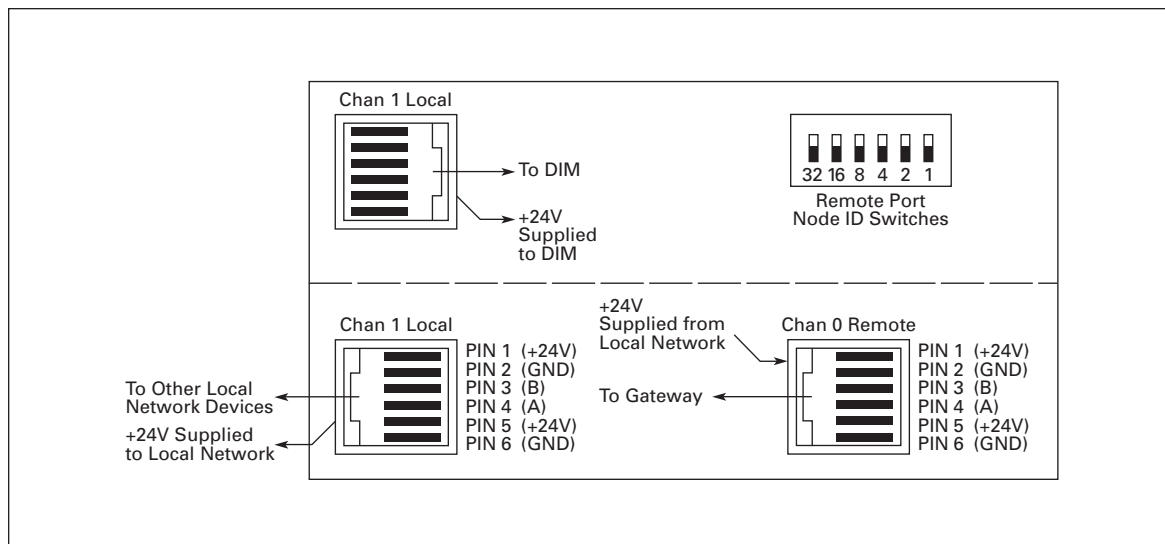 Chan 1 Local
To DIM
+24V
Supplied
to DIM
32 16 8 4 2 1
Remote Port
Node ID Switches
Chan 1 Local
PIN 1 (+24V)
PIN 2 (GND)
PIN 3 (B)
PIN 4 (A)
PIN 5 (+24V)
PIN 6 (GND)
To Other Local
Network Devices
+24V Supplied
to Local Network
+24V
Supplied from
Local Network
To Gateway
Chan 0 Remote
PIN 1 (+24V)
PIN 2 (GND)
PIN 3 (B)
PIN 4 (A)
PIN 5 (+24V)
PIN 6 (GND)